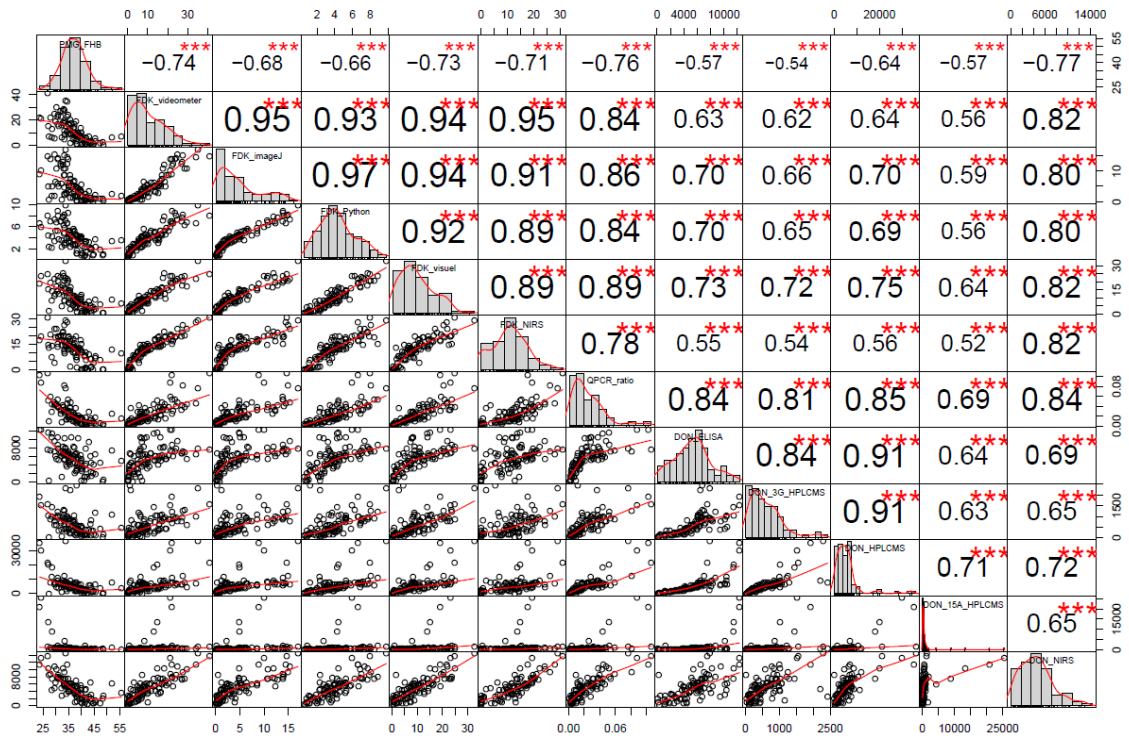 0 10 30
2 4 6 8
0 10 20 30
0 4000 10000
0 20000
0 6000 14000
PMG_FHB *** −0.74 *** −0.68 *** −0.66 *** −0.73 *** −0.71 *** −0.76 *** −0.57 *** −0.54 *** −0.64 *** −0.57 *** −0.77 25 35 45 55
0 20 40 FDK_videometer *** 0.95 *** 0.93 *** 0.94 *** 0.95 *** 0.84 *** 0.63 *** 0.62 *** 0.64 *** 0.56 *** 0.82
FDK_imageJ *** 0.97 *** 0.94 *** 0.91 *** 0.86 *** 0.70 *** 0.66 *** 0.70 *** 0.59 *** 0.80 0 5 10
2 6 10 FDK_Python *** 0.92 *** 0.89 *** 0.84 *** 0.70 *** 0.65 *** 0.69 *** 0.56 *** 0.80
FDK_visuel *** 0.89 *** 0.89 *** 0.73 *** 0.72 *** 0.75 *** 0.64 *** 0.82 0 15 30
0 15 30 FDK_NIRS *** 0.78 *** 0.55 *** 0.54 *** 0.56 *** 0.52 *** 0.82
QPCR_ratio *** 0.84 *** 0.81 *** 0.85 *** 0.69 *** 0.84 0.00 0.08
0 8000 DON_ELISA *** 0.84 *** 0.91 *** 0.64 *** 0.69
DON_3G_HPLCMS *** 0.91 *** 0.63 *** 0.65 0 1500
0 30000 DON_HPLCMS *** 0.71 *** 0.72
DON_15A_HPLCMS *** 0.65 0 15000
0 8000 DON_NIRS
25 35 45 55
0 5 10 15
0 10 20 30
0.00 0.06
0 1000
0 10000 25000